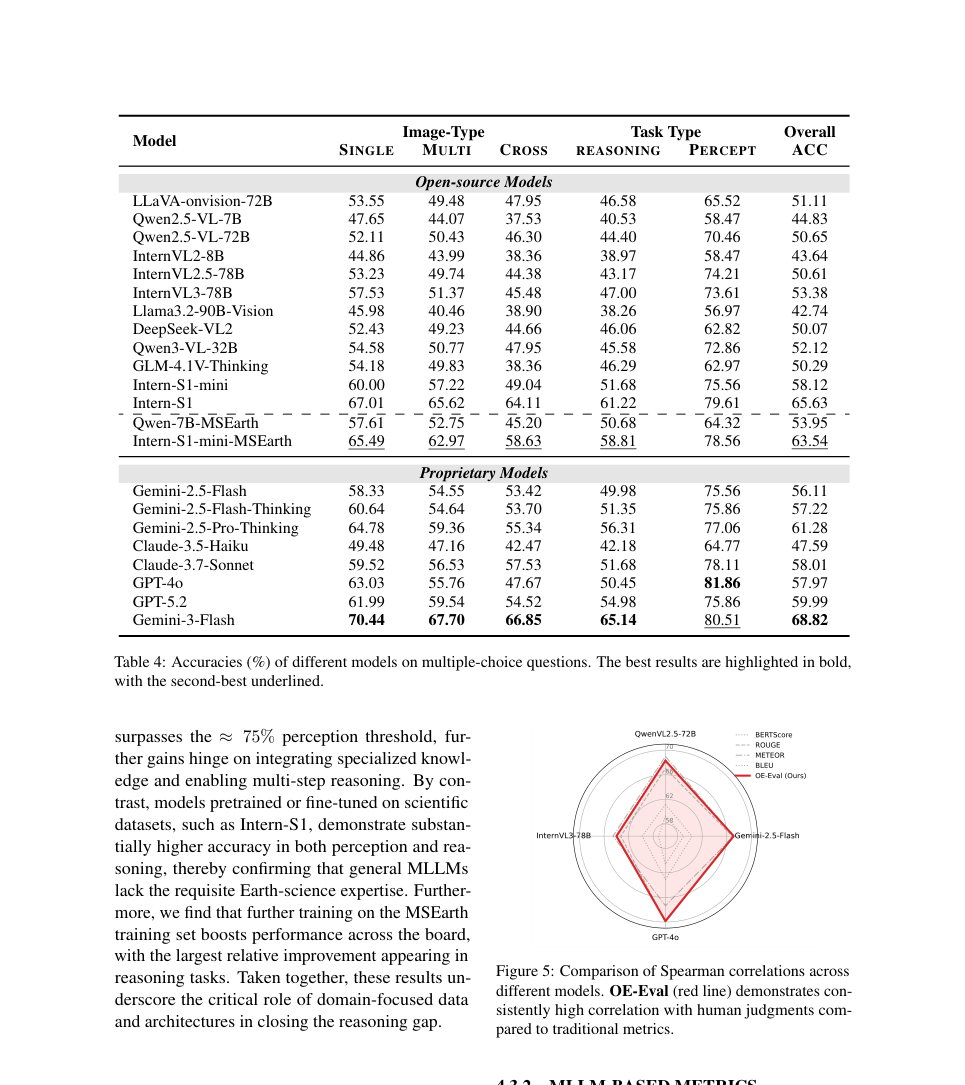 Model Image-Type Task Type Overall
SINGLE MULTI CROSS REASONING PERCEPT ACC
Open-source Models
LLaVA-onvision-72B 53.55 49.48 47.95 46.58 65.52 51.11
Qwen2.5-VL-7B 47.65 44.07 37.53 40.53 58.47 44.83
Qwen2.5-VL-72B 52.11 50.43 46.30 44.40 70.46 50.65
InternVL2-8B 44.86 43.99 38.36 38.97 58.47 43.64
InternVL2.5-78B 53.23 49.74 44.38 43.17 74.21 50.61
InternVL3-78B 57.53 51.37 45.48 47.00 73.61 53.38
Llama3.2-90B-Vision 45.98 40.46 38.90 38.26 56.97 42.74
DeepSeek-VL2 52.43 49.23 44.66 46.06 62.82 50.07
Qwen3-VL-32B 54.58 50.77 47.95 45.58 72.86 52.12
GLM-4.1V-Thinking 54.18 49.83 38.36 46.29 62.97 50.29
Intern-S1-mini 60.00 57.22 49.04 51.68 75.56 58.12
Intern-S1 67.01 65.62 64.11 61.22 79.61 65.63
Qwen-7B-MSEarth 57.61 52.75 45.20 50.68 64.32 53.95
Intern-S1-mini-MSEarth 65.49 62.97 58.63 58.81 78.56 63.54
Proprietary Models
Gemini-2.5-Flash 58.33 54.55 53.42 49.98 75.56 56.11
Gemini-2.5-Flash-Thinking 60.64 54.64 53.70 51.35 75.86 57.22
Gemini-2.5-Pro-Thinking 64.78 59.36 55.34 56.31 77.06 61.28
Claude-3.5-Haiku 49.48 47.16 42.47 42.18 64.77 47.59
Claude-3.7-Sonnet 59.52 56.53 57.53 51.68 78.11 58.01
GPT-4o 63.03 55.76 47.67 50.45 81.86 57.97
GPT-5.2 61.99 59.54 54.52 54.98 75.86 59.99
Gemini-3-Flash 70.44 67.70 66.85 65.14 80.51 68.82
Table 4: Accuracies (%) of different models on multiple-choice questions. The best results are highlighted in bold,
with the second-best underlined.
surpasses the ≈ 75% perception threshold, fur-
ther gains hinge on integrating specialized knowl-
edge and enabling multi-step reasoning. By con-
trast, models pretrained or fine-tuned on scientific
datasets, such as Intern-S1, demonstrate substan-
tially higher accuracy in both perception and rea-
soning, thereby confirming that general MLLMs
lack the requisite Earth-science expertise. Further-
more, we find that further training on the MSEarth
training set boosts performance across the board,
with the largest relative improvement appearing in
reasoning tasks. Taken together, these results un-
derscore the critical role of domain-focused data
and architectures in closing the reasoning gap.
QwenVL2.5-72B
BERTScore
ROUGE
METEOR
BLEU
OE-Eval (Ours)
70
62
58
InternVL3-78B
Gemini-2.5-Flash
GPT-4o
Figure 5: Comparison of Spearman correlations across
different models. OE-Eval (red line) demonstrates con-
sistently high correlation with human judgments com-
pared to traditional metrics.
4.3.2 MLLM-BASED METRICS